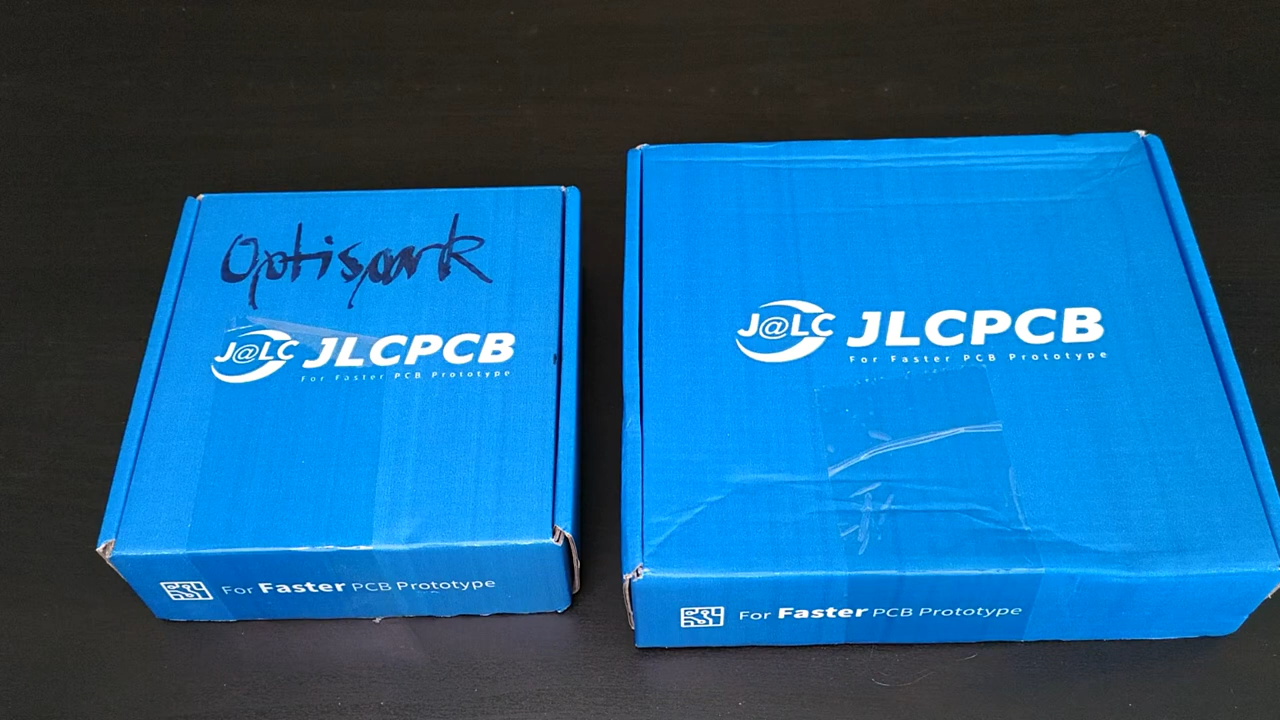 Optispark
J@LC JLCPCB
For Faster PCB Prototype
For Faster PCB Prototype
J@LC JLCPCB
For Faster PCB Prototype
For Faster PCB Prototype